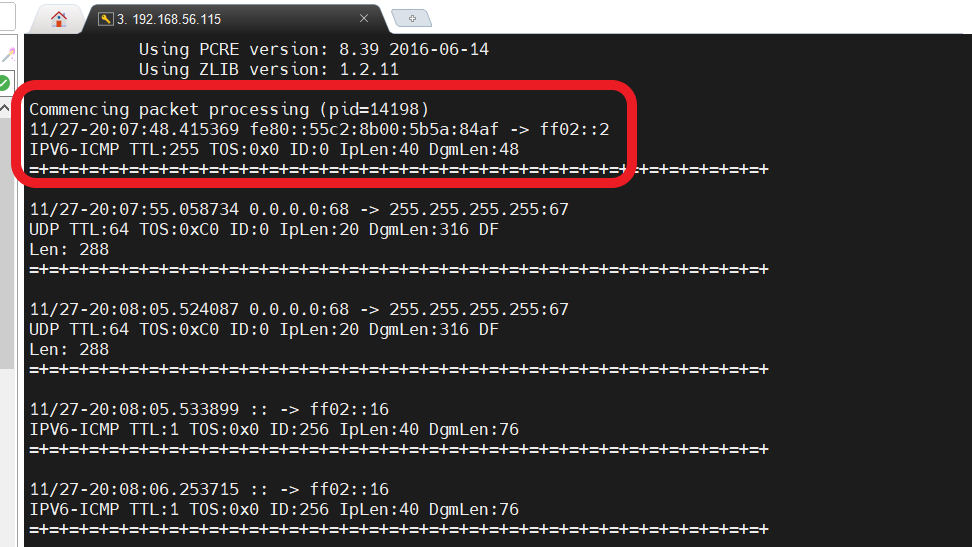 3. 192.168.56.115
Using PCRE version: 8.39 2016-06-14
Using ZLIB version: 1.2.11
Commencing packet processing (pid=14198)
11/27-20:07:48.415369 fe80::55c2:8b00:5b5a:84af -> ff02::2
IPV6-ICMP TTL:255 TOS:0x0 ID:0 IpLen:40 DgmLen:48
=+=+=+=+=+=+=+=+=+=+=+=+=+=+=+=+=+=+=+=+=+=+=+=+=+=+=+=+=+=+=+=+=+=+=+=+=+
11/27-20:07:55.058734 0.0.0.0:68 -> 255.255.255.255:67
UDP TTL:64 TOS:0xC0 ID:0 IpLen:20 DgmLen:316 DF
Len: 288
=+=+=+=+=+=+=+=+=+=+=+=+=+=+=+=+=+=+=+=+=+=+=+=+=+=+=+=+=+=+=+=+=+=+=+=+=+
11/27-20:08:05.524087 0.0.0.0:68 -> 255.255.255.255:67
UDP TTL:64 TOS:0xC0 ID:0 IpLen:20 DgmLen:316 DF
Len: 288
=+=+=+=+=+=+=+=+=+=+=+=+=+=+=+=+=+=+=+=+=+=+=+=+=+=+=+=+=+=+=+=+=+=+=+=+=+
11/27-20:08:05.533899 :: -> ff02::16
IPV6-ICMP TTL:1 TOS:0x0 ID:256 IpLen:40 DgmLen:76
=+=+=+=+=+=+=+=+=+=+=+=+=+=+=+=+=+=+=+=+=+=+=+=+=+=+=+=+=+=+=+=+=+=+=+=+=+
11/27-20:08:06.253715 :: -> ff02::16
IPV6-ICMP TTL:1 TOS:0x0 ID:256 IpLen:40 DgmLen:76
=+=+=+=+=+=+=+=+=+=+=+=+=+=+=+=+=+=+=+=+=+=+=+=+=+=+=+=+=+=+=+=+=+=+=+=+=+